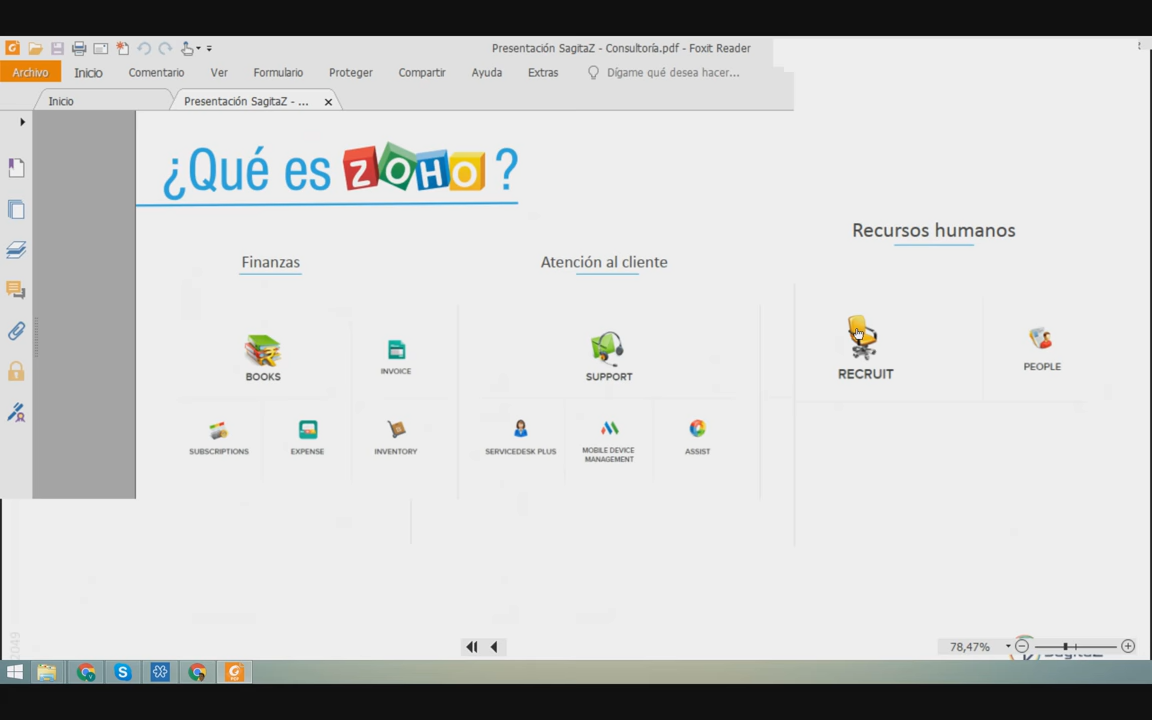 Presentación SagitaZ - Consultoría.pdf - Foxit Reader
Archivo Inicio Comentario Ver Formulario Proteger Compartir Ayuda Extras Dígame qué desea hacer...
Inicio
Presentación SagitaZ - ...
¿Qué es ZOHO ?
Finanzas
Atención al cliente
Recursos humanos
BOOKS
INVOICE
SUBSCRIPTIONS
EXPENSE
INVENTORY
SUPPORT
SERVICEDESK PLUS
MOBILE DEVICE
MANAGEMENT
ASSIST
RECRUIT
PEOPLE
2049
78,47%